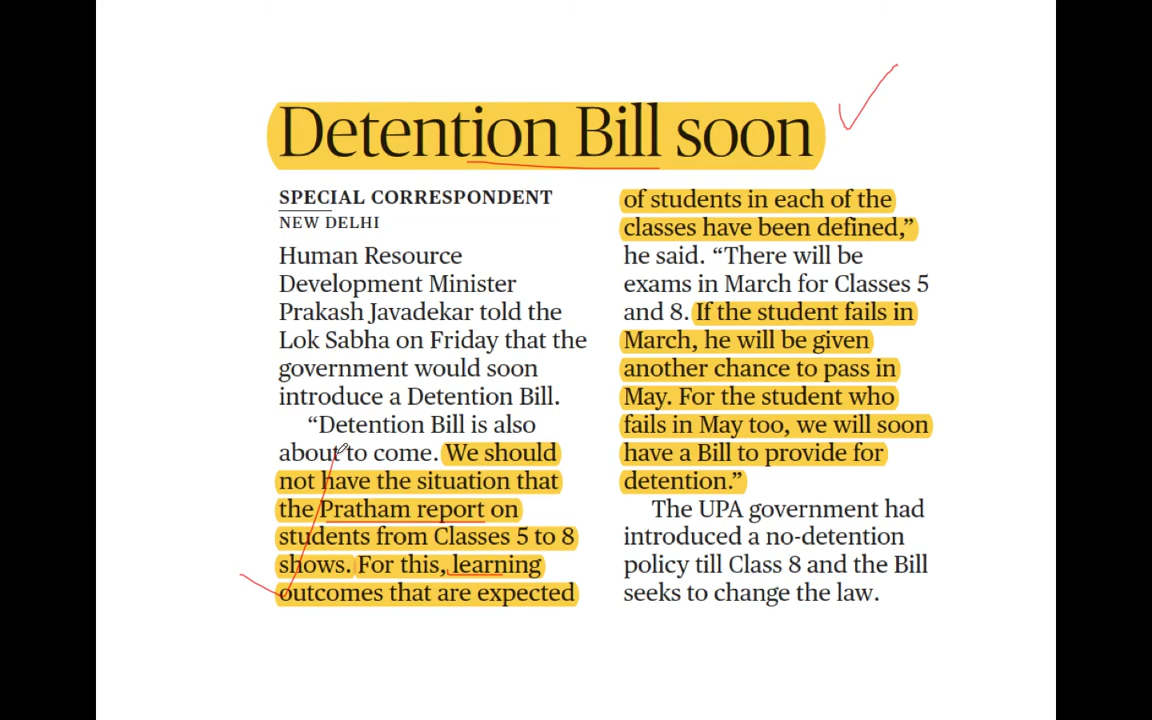 Detention Bill soon
SPECIAL CORRESPONDENT
NEW DELHI
Human Resource
Development Minister
Prakash Javadekar told the
Lok Sabha on Friday that the
government would soon
introduce a Detention Bill.
“Detention Bill is also
about to come. We should
not have the situation that
the Pratham report on
students from Classes 5 to 8
shows. For this, learning
outcomes that are expected
of students in each of the
classes have been defined,”
he said. “There will be
exams in March for Classes 5
and 8. If the student fails in
March, he will be given
another chance to pass in
May. For the student who
fails in May too, we will soon
have a Bill to provide for
detention.”
The UPA government had
introduced a no-detention
policy till Class 8 and the Bill
seeks to change the law.